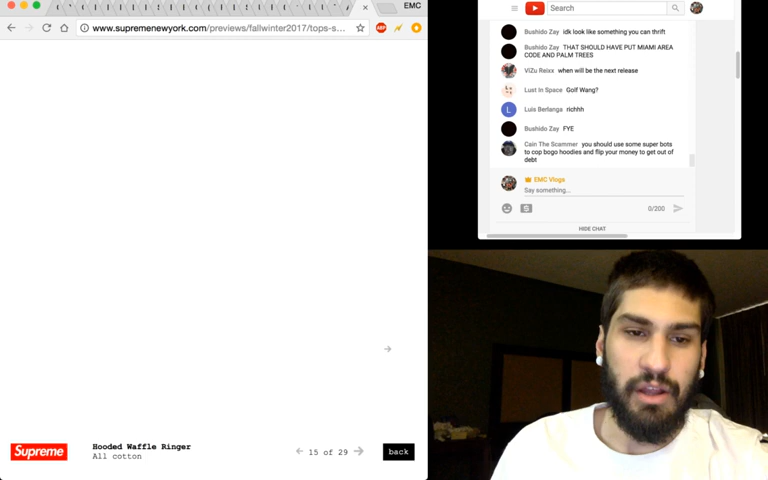 EMC
www.supremenewyork.com/previews/fallwinter2017/tops-s...
ABP
Hooded Waffle Ringer
All cotton
Supreme
15 of 29
back
Search
Bushido Zay idk look like something you can thrift
Bushido Zay THAT SHOULD HAVE PUT MIAMI AREA
CODE AND PALM TREES
ViZu Reixx when will be the next release
Lust In Space Golf Wang?
L
Luis Berlanga richhh
Bushido Zay FYE
Cain The Scammer you should use some super bots
to cop bogo hoodies and flip your money to get out of
debt
EMC Vlogs
Say something...
0/200
HIDE CHAT